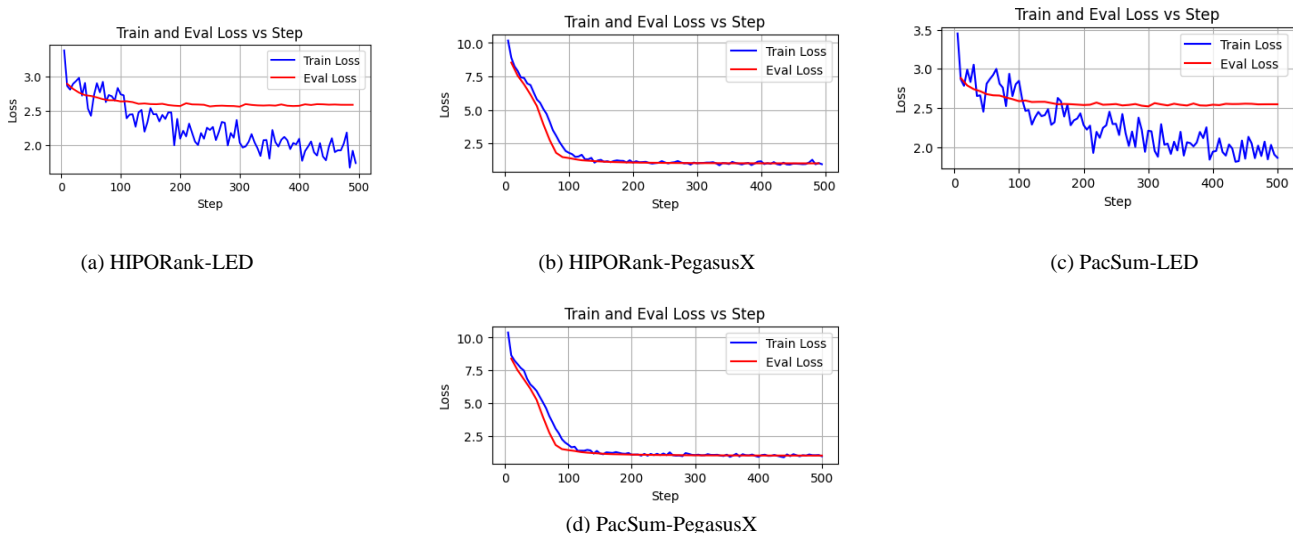 Train and Eval Loss vs Step
Loss
3.0
2.5
2.0
Train Loss
Eval Loss
0
100
200
300
400
500
Step
(a) HIPORank-LED
Train and Eval Loss vs Step
Loss
10.0
7.5
5.0
2.5
Train Loss
Eval Loss
0
100
200
300
400
500
Step
(b) HIPORank-PegasusX
Train and Eval Loss vs Step
Loss
3.5
3.0
2.5
2.0
Train Loss
Eval Loss
0
100
200
300
400
500
Step
(c) PacSum-LED
Train and Eval Loss vs Step
Loss
10.0
7.5
5.0
2.5
Train Loss
Eval Loss
0
100
200
300
400
500
Step
(d) PacSum-PegasusX